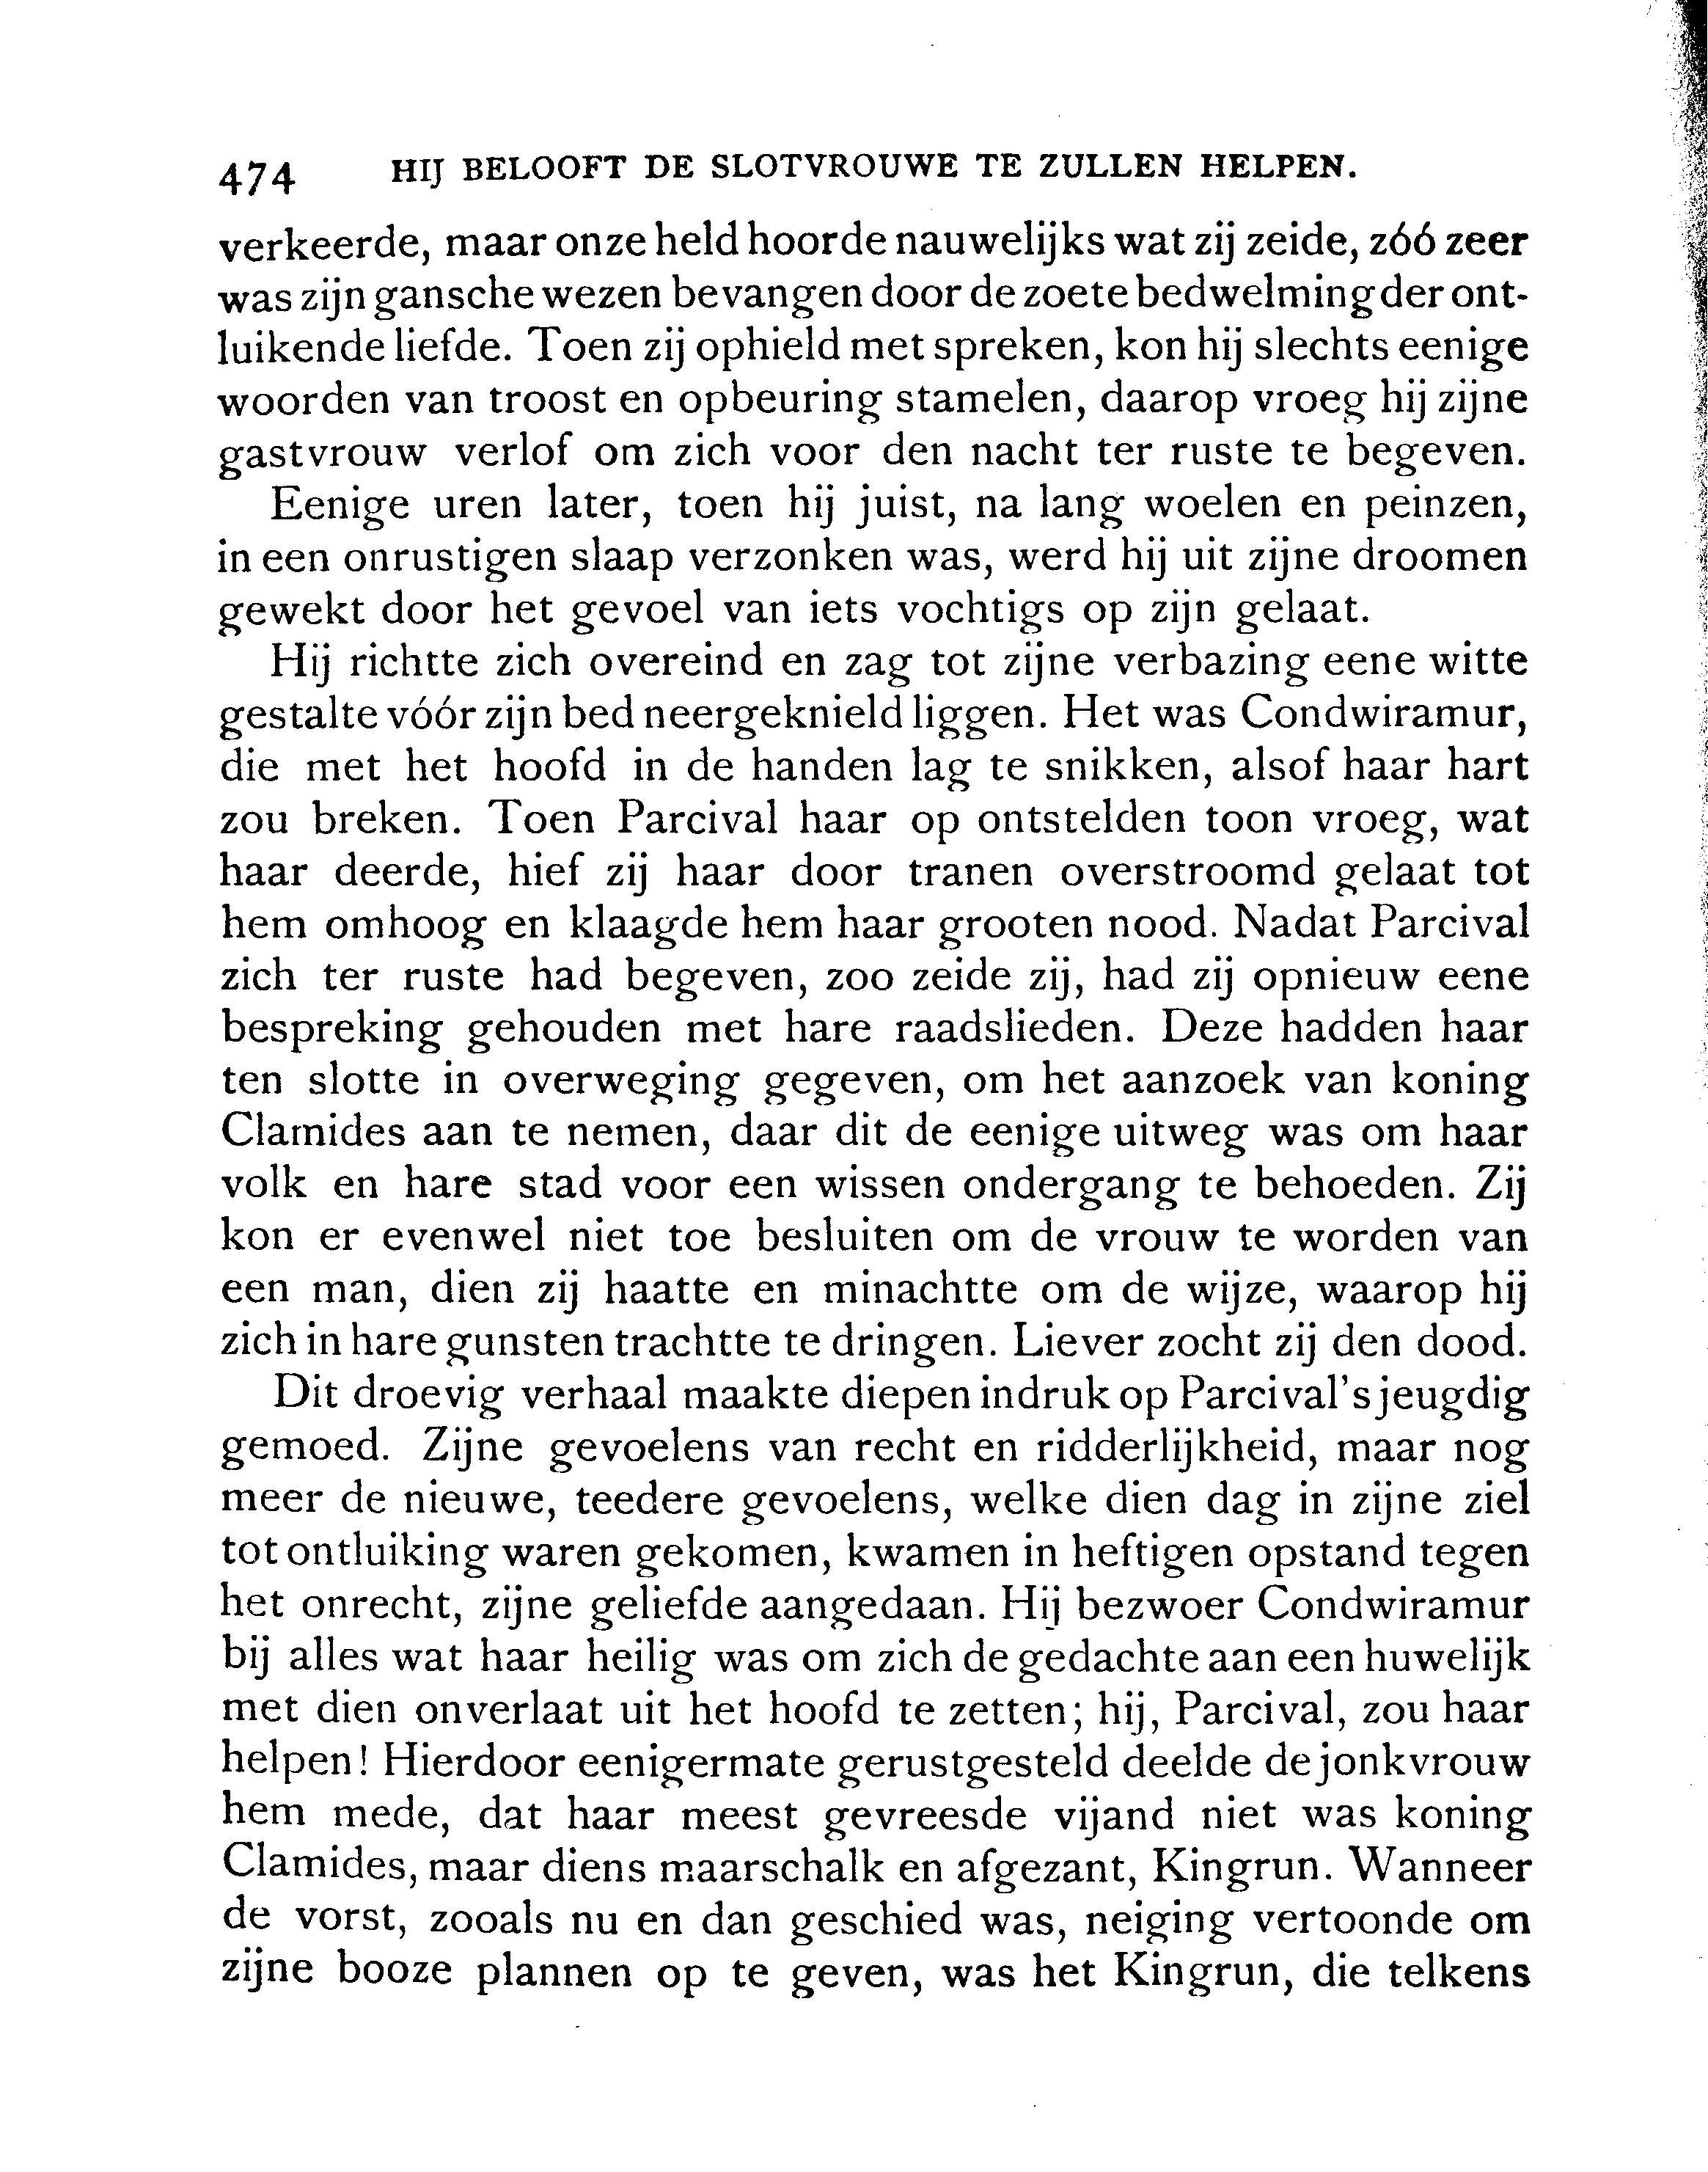 474 HIJ BELOOFT DE SLOTVROUWE TE ZULLEN HELPEN.
verkeerde, maar onze held hoorde nauwelijks wat zij zeide, zóó zeer
was zijn gansche wezen bevangen door de zoete bedwelming der ont-
luikende liefde. Toen zij ophield met spreken, kon hij slechts eenige
woorden van troost en opbeuring stamelen, daarop vroeg hij zijne
gastvrouw verlof om zich voor den nacht ter ruste te begeven.
Eenige uren later, toen hij juist, na lang woelen en peinzen,
in een onrustigen slaap verzonken was, werd hij uit zijne droomen
gewekt door het gevoel van iets vochtigs op zijn gelaat.
Hij richtte zich overeind en zag tot zijne verbazing eene witte
gestalte vóór zijn bed neergeknield liggen. Het was Condwiramur,
die met het hoofd in de handen lag te snikken, alsof haar hart
zou breken. Toen Parcival haar op ontstelden toon vroeg, wat
haar deerde, hief zij haar door tranen overstroomd gelaat tot
hem omhoog en klaagde hem haar grooten nood. Nadat Parcival
zich ter ruste had begeven, zoo zeide zij, had zij opnieuw eene
bespreking gehouden met hare raadslieden. Deze hadden haar
ten slotte in overweging gegeven, om het aanzoek van koning
Clamides aan te nemen, daar dit de eenige uitweg was om haar
volk en hare stad voor een wissen ondergang te behoeden. Zij
kon er evenwel niet toe besluiten om de vrouw te worden van
een man, dien zij haatte en minachtte om de wijze, waarop hij
zich in hare gunsten trachtte te dringen. Liever zocht zij den dood.
Dit droevig verhaal maakte diepen indruk op Parcival's jeugdig
gemoed. Zijne gevoelens van recht en ridderlijkheid, maar nog
meer de nieuwe, teedere gevoelens, welke dien dag in zijne ziel
tot ontluiking waren gekomen, kwamen in heftigen opstand tegen
het onrecht, zijne geliefde aangedaan. Hij bezwoer Condwiramur
bij alles wat haar heilig was om zich de gedachte aan een huwelijk
met dien onverlaat uit het hoofd te zetten; hij, Parcival, zou haar
helpen! Hierdoor eenigermate gerustgesteld deelde de jonkvrouw
hem mede, dat haar meest gevreesde vijand niet was koning
Clamides, maar diens maarschalk en afgezant, Kingrun. Wanneer
de vorst, zooals nu en dan geschied was, neiging vertoonde om
zijne booze plannen op te geven, was het Kingrun, die telkens